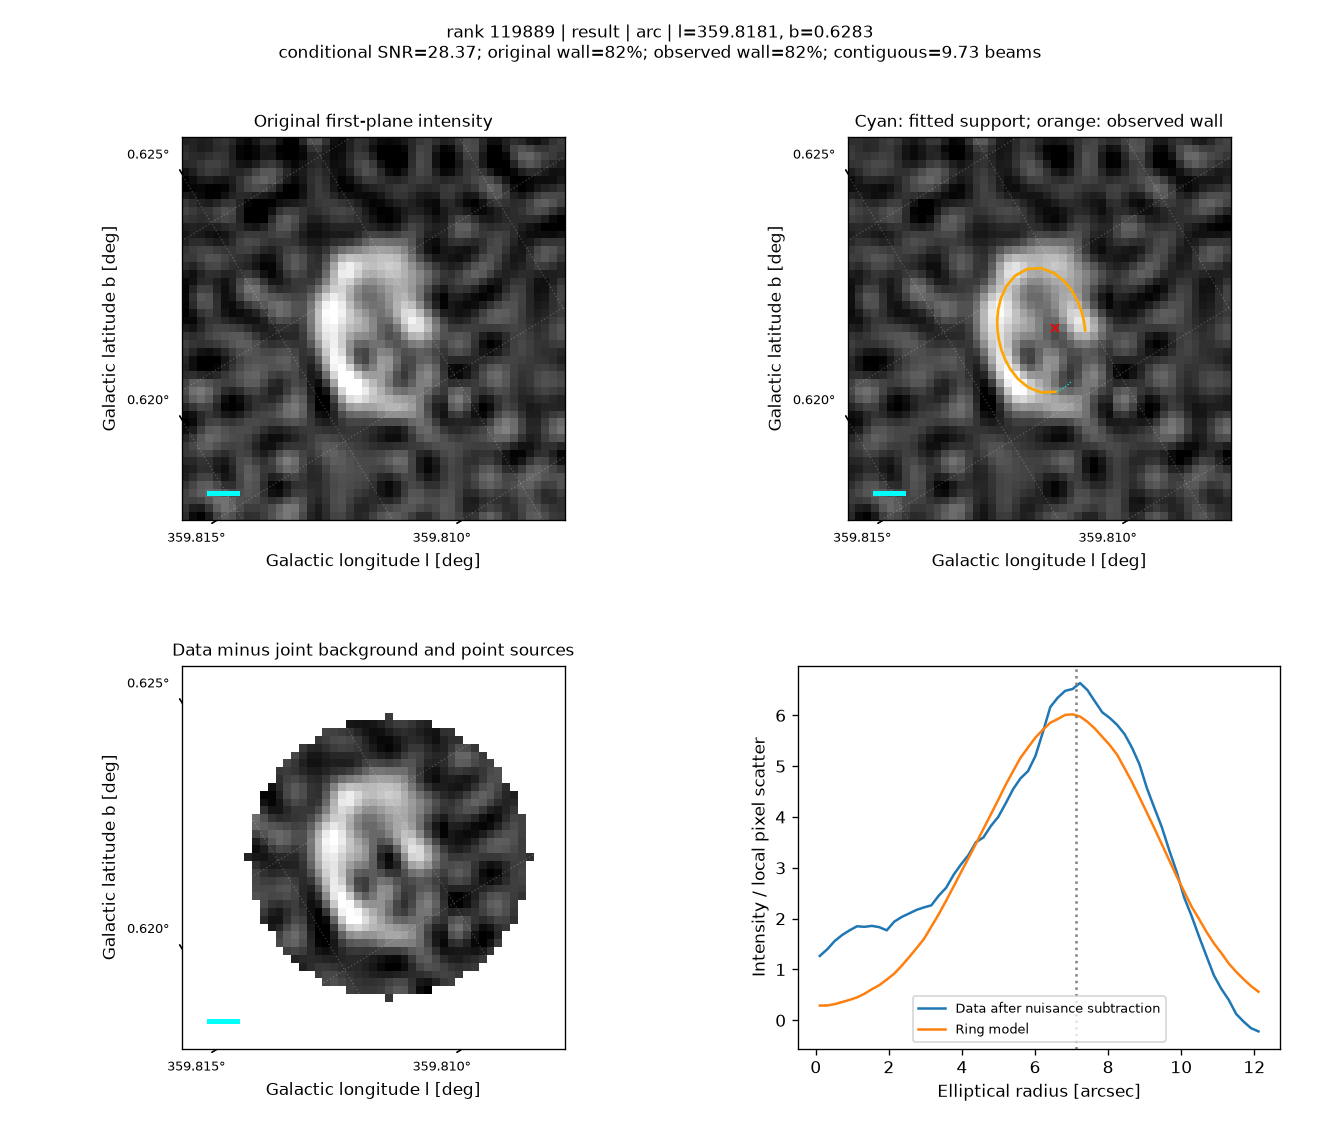 rank 119889 | result | arc | l=359.8181, b=0.6283
conditional SNR=28.37; original wall=82%; observed wall=82%; contiguous=9.73 beams
Original first-plane intensity
0.625°
0.620°
Galactic latitude b [deg]
359.815°
359.810°
Galactic longitude l [deg]
Cyan: fitted support; orange: observed wall
0.625°
0.620°
Galactic latitude b [deg]
359.815°
359.810°
Galactic longitude l [deg]
Data minus joint background and point sources
0.625°
0.620°
Galactic latitude b [deg]
359.815°
359.810°
Galactic longitude l [deg]
Intensity / local pixel scatter
6
5
4
3
2
1
0
Data after nuisance subtraction
Ring model
0 2 4 6 8 10 12
Elliptical radius [arcsec]